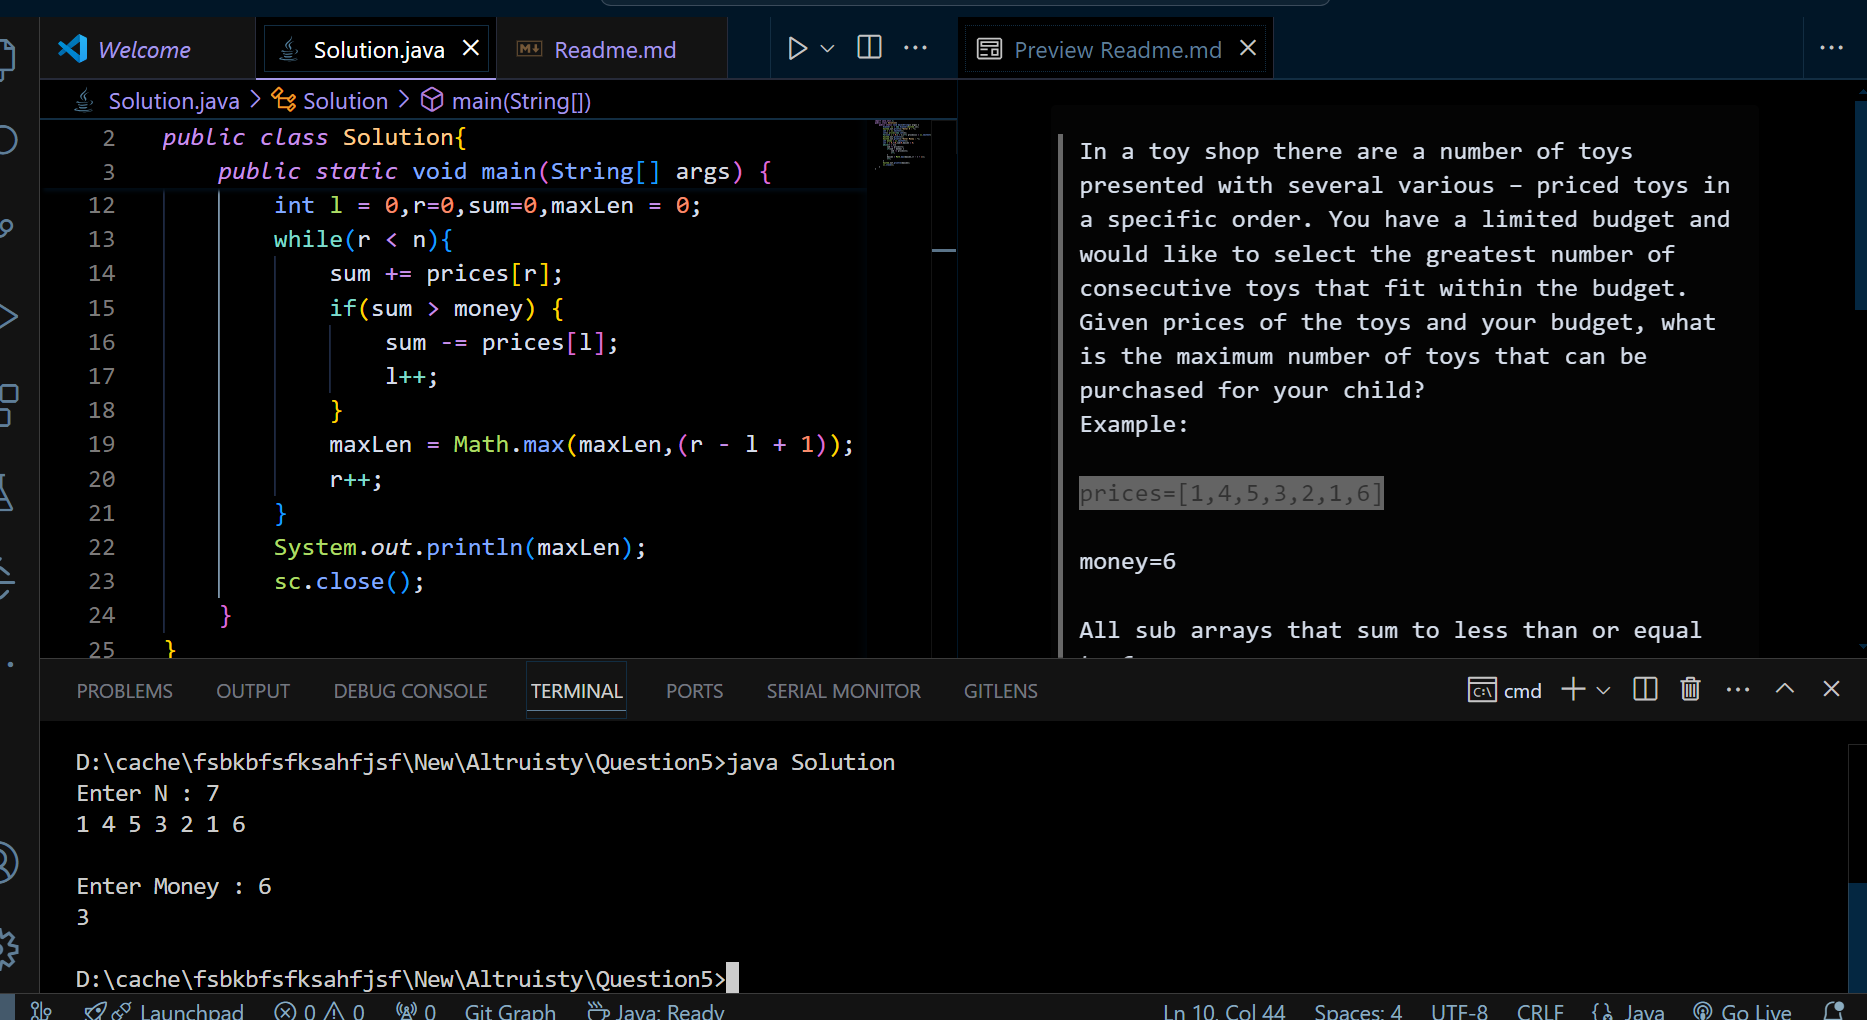 Welcome
Solution.java
Readme.md
Preview Readme.md
Solution.java > Solution > main(String[])
2 public class Solution{
3 public static void main(String[] args) {
12 int l = 0,r=0,sum=0,maxLen = 0;
13 while(r < n){
14 sum += prices[r];
15 if(sum > money) {
16 sum -= prices[l];
17 l++;
18 }
19 maxLen = Math.max(maxLen,(r - l + 1));
20 r++;
21 }
22 System.out.println(maxLen);
23 sc.close();
24 }
25 }
In a toy shop there are a number of toys
presented with several various – priced toys in
a specific order. You have a limited budget and
would like to select the greatest number of
consecutive toys that fit within the budget.
Given prices of the toys and your budget, what
is the maximum number of toys that can be
purchased for your child?
Example:
prices=[1,4,5,3,2,1,6]
money=6
All sub arrays that sum to less than or equal
PROBLEMS OUTPUT DEBUG CONSOLE TERMINAL PORTS SERIAL MONITOR GITLENS
cmd
D:\cache\fsbkbfsfksahfjsf\New\Altruisty\Question5>java Solution
Enter N : 7
1 4 5 3 2 1 6
Enter Money : 6
3
D:\cache\fsbkbfsfksahfjsf\New\Altruisty\Question5>
Launchpad 0 0 0 Git Graph Java: Ready Ln 10, Col 44 Spaces: 4 UTF-8 CRLF Java Go Live